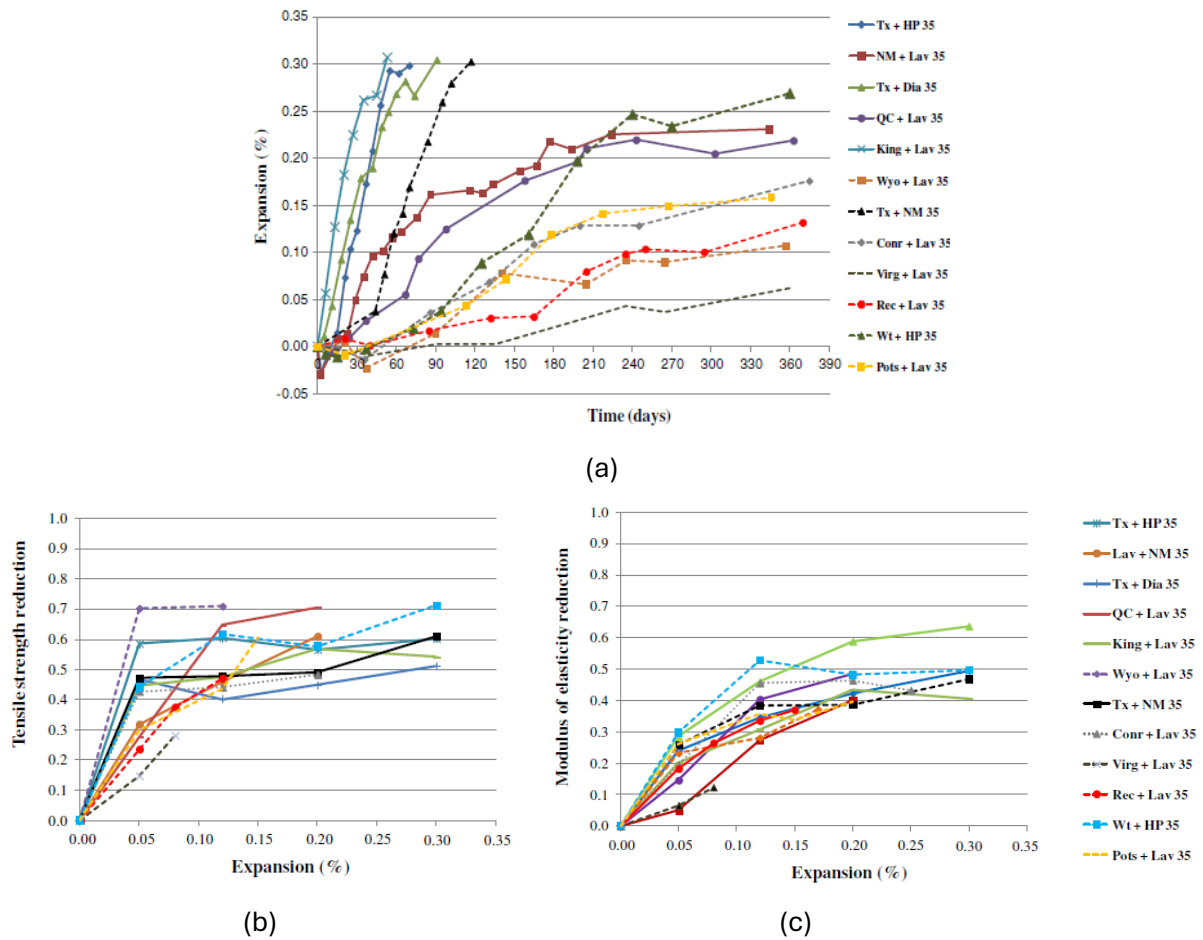 0.35
0.30
0.25
0.20
0.15
0.10
0.05
0.00
-0.05
Expansion (%)
0 30 60 90 120 150 180 210 240 270 300 330 360 390
Time (days)
Tx + HP 35
NM + Lav 35
Tx + Dia 35
QC + Lav 35
King + Lav 35
Wyo + Lav 35
Tx + NM 35
Conr + Lav 35
Virg + Lav 35
Rec + Lav 35
Wt + HP 35
Pots + Lav 35
(a)
1.0
0.9
0.8
0.7
0.6
0.5
0.4
0.3
0.2
0.1
0.0
Tensile strength reduction
0.00 0.05 0.10 0.15 0.20 0.25 0.30 0.35
Expansion (%)
(b)
1.0
0.9
0.8
0.7
0.6
0.5
0.4
0.3
0.2
0.1
0.0
Modulus of elasticity reduction
0.00 0.05 0.10 0.15 0.20 0.25 0.30 0.35
Expansion (%)
(c)
Tx + HP 35
Lav + NM 35
Tx + Dia 35
QC + Lav 35
King + Lav 35
Wyo + Lav 35
Tx + NM 35
Conr + Lav 35
Virg + Lav 35
Rec + Lav 35
Wt + HP 35
Pots + Lav 35